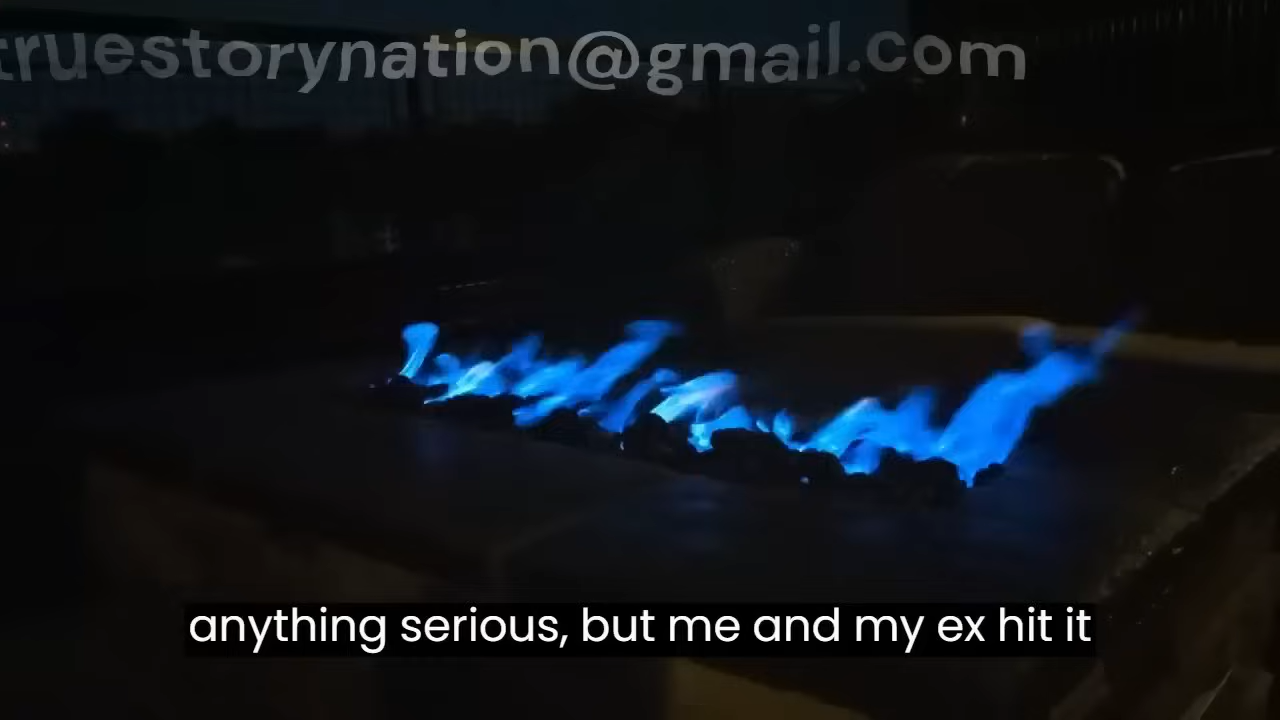 truestorynation@gmail.com
anything serious, but me and my ex hit it